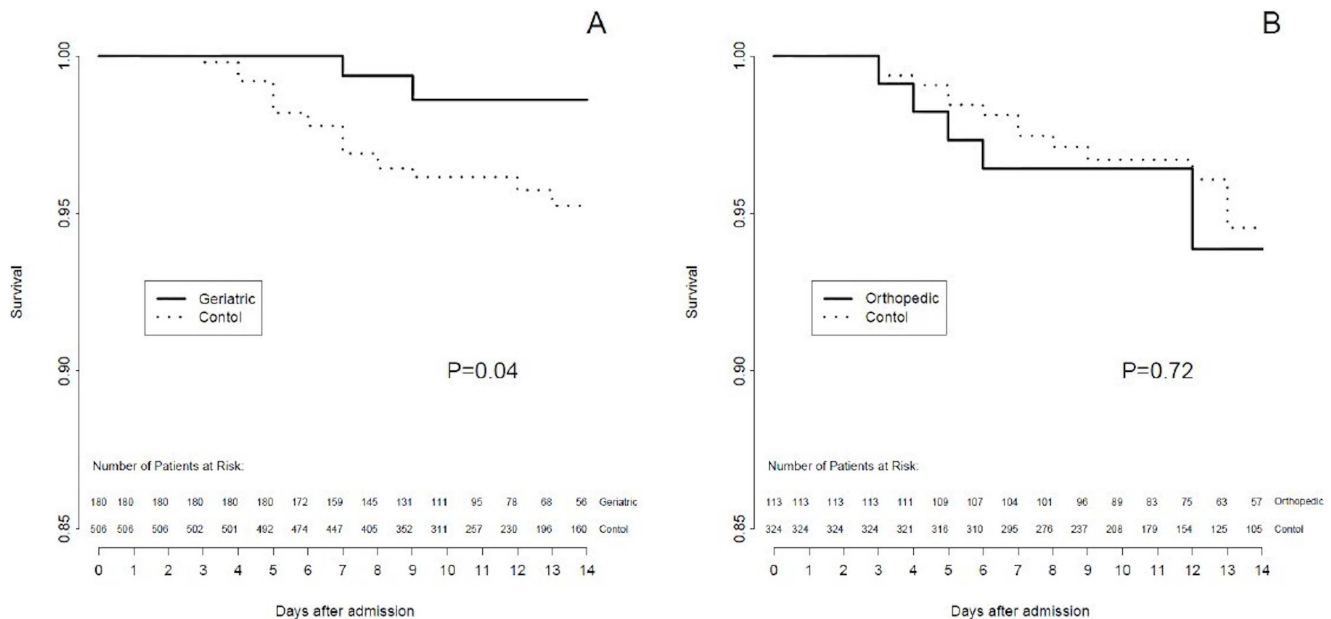 A
1.00
0.95
0.90
0.85
Survival
Geriatric
Contol
P=0.04
Number of Patients at Risk:
180 180 180 180 180 180 172 159 145 131 111 95 78 68 56 Geriatric
506 506 506 502 501 492 474 447 405 352 311 257 230 196 160 Contol
0 1 2 3 4 5 6 7 8 9 10 11 12 13 14
Days after admission
B
1.00
0.95
0.90
0.85
Survival
Orthopedic
Contol
P=0.72
Number of Patients at Risk:
113 113 113 113 111 109 107 104 101 96 89 83 75 63 57 Orthopedic
324 324 324 324 321 316 310 295 276 237 208 179 154 125 105 Contol
0 1 2 3 4 5 6 7 8 9 10 11 12 13 14
Days after admission